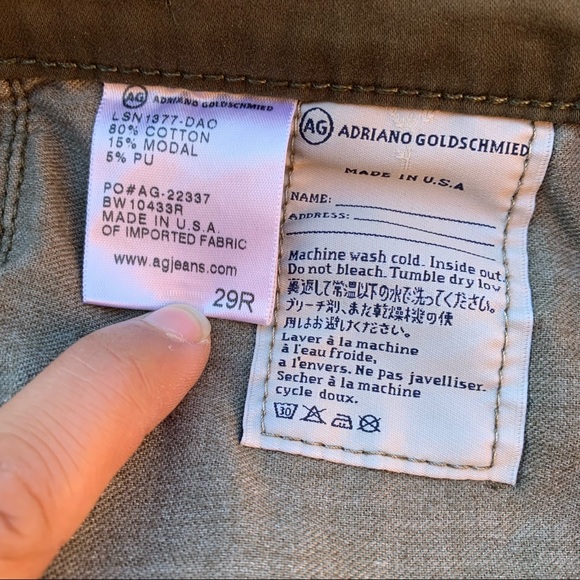 AG ADRIANO GOLDSCHMIED
LSN1377-DAO
80% COTTON
15% MODAL
5% PU
PO#AG-22337
BW10433R
MADE IN U.S.A.
OF IMPORTED FABRIC
www.agjeans.com
29R
AG ADRIANO GOLDSCHMIED
MADE IN U.S.A
NAME:
ADDRESS:
Machine wash cold. Inside out
Do not bleach. Tumble dry low
裏返して常温以下の水で洗ってください。
ブリーチ剤、また乾燥機の使
用はお避けください。
Laver à la machine
à l'eau froide,
a l'envers. Ne pas javelliser.
Secher à la machine
cycle doux.
30